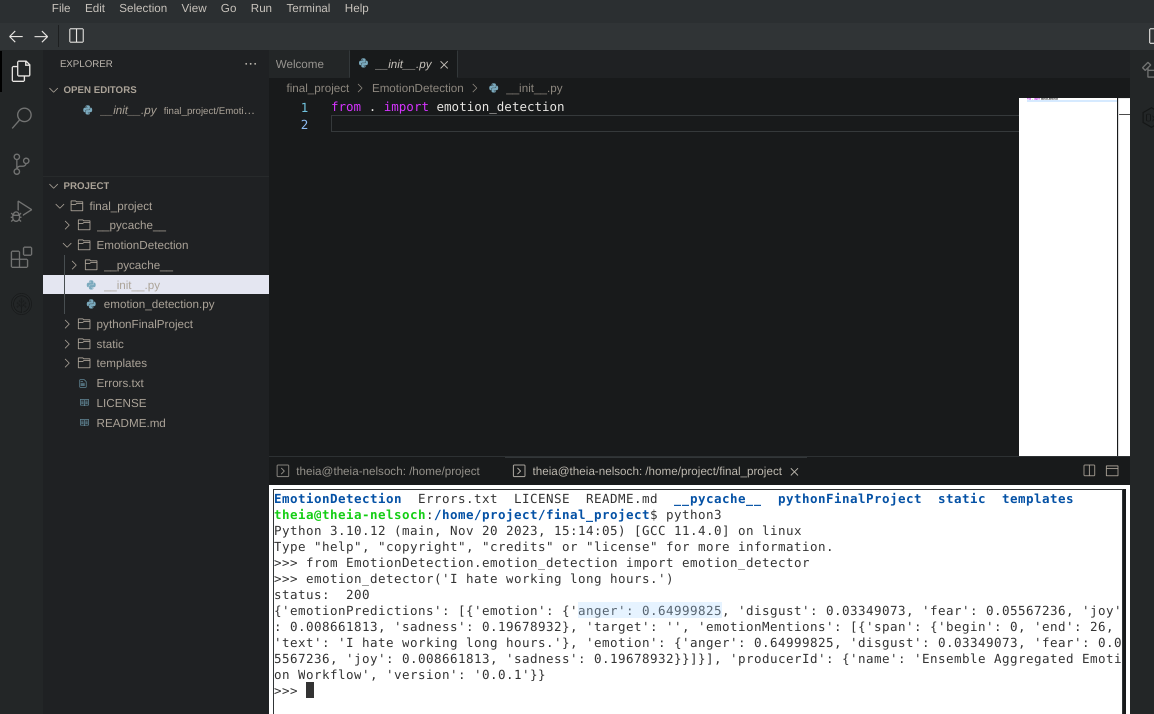 File Edit Selection View Go Run Terminal Help
EXPLORER
OPEN EDITORS
__init__.py final_project/Emoti...
PROJECT
final_project
__pycache__
EmotionDetection
__pycache__
__init__.py
emotion_detection.py
pythonFinalProject
static
templates
Errors.txt
LICENSE
README.md
Welcome __init__.py
final_project > EmotionDetection > __init__.py
1 from . import emotion_detection
2
theia@theia-nelsoch: /home/project theia@theia-nelsoch: /home/project/final_project
EmotionDetection Errors.txt LICENSE README.md __pycache__ pythonFinalProject static templates
theia@theia-nelsoch:/home/project/final_project$ python3
Python 3.10.12 (main, Nov 20 2023, 15:14:05) [GCC 11.4.0] on linux
Type "help", "copyright", "credits" or "license" for more information.
>>> from EmotionDetection.emotion_detection import emotion_detector
>>> emotion_detector('I hate working long hours.')
status:  200
{'emotionPredictions': [{'emotion': {'anger': 0.64999825, 'disgust': 0.03349073, 'fear': 0.05567236, 'joy'
: 0.008661813, 'sadness': 0.19678932}, 'target': '', 'emotionMentions': [{'span': {'begin': 0, 'end': 26,
'text': 'I hate working long hours.'}, 'emotion': {'anger': 0.64999825, 'disgust': 0.03349073, 'fear': 0.0
5567236, 'joy': 0.008661813, 'sadness': 0.19678932}}]}], 'producerId': {'name': 'Ensemble Aggregated Emoti
on Workflow', 'version': '0.0.1'}}
>>>